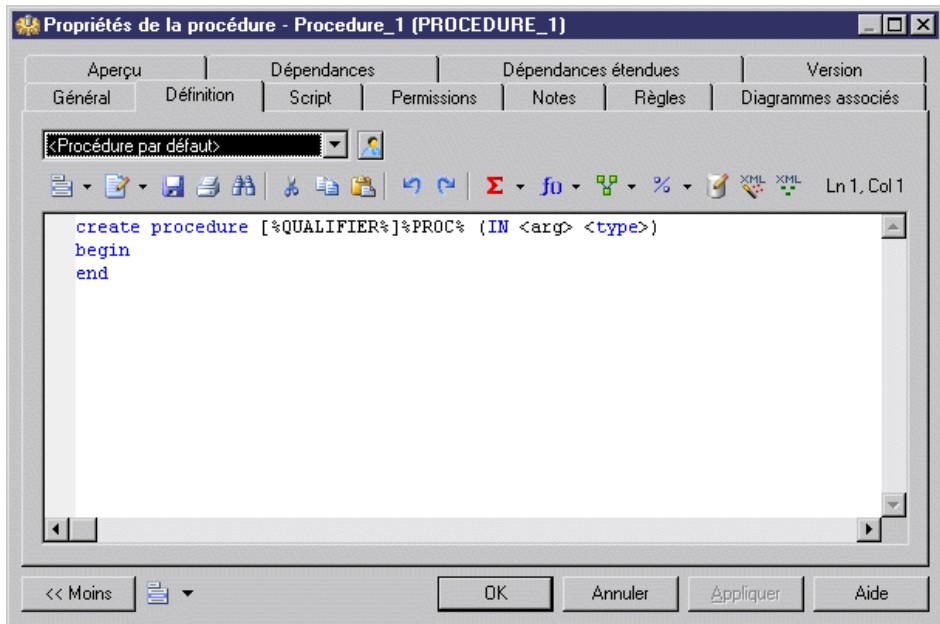 Propriétés de la procédure - Procedure_1 (PROCEDURE_1)
Aperçu Dépendances Dépendances étendues Version
Général Définition Script Permissions Notes Règles Diagrammes associés
<Procédure par défaut>
Σ f() % XML XML Ln 1, Col 1
create procedure [%QUALIFIER%]%PROC% (IN <arg> <type>)
begin
end
<< Moins OK Annuler Appliquer Aide